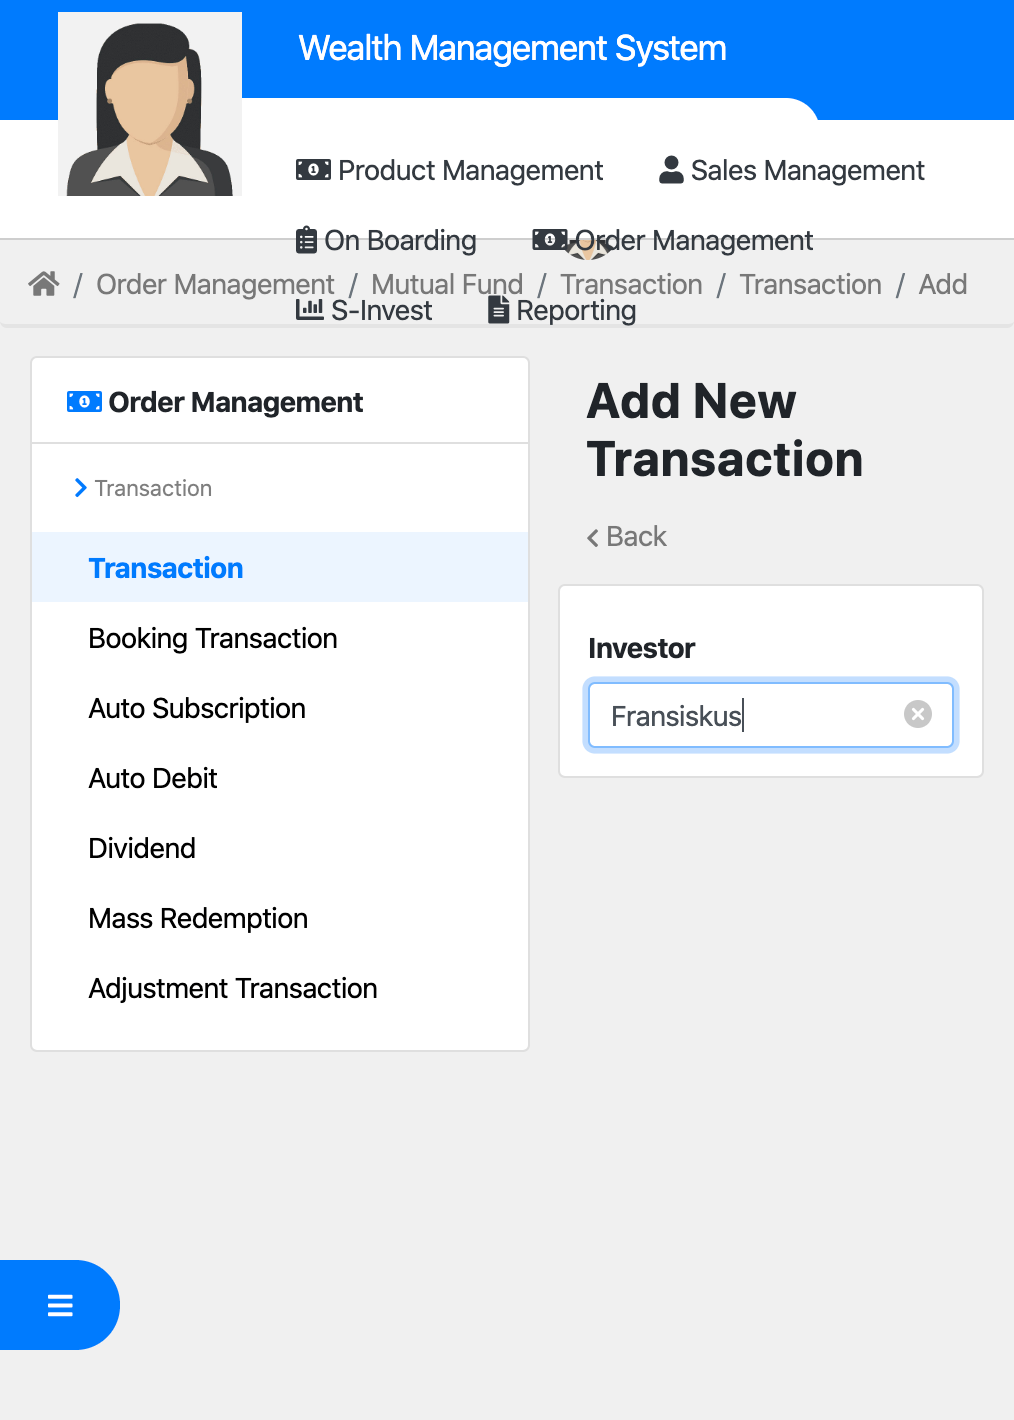 Wealth Management System
Product Management
Sales Management
On Boarding
Order Management
/ Order Management / Mutual Fund / Transaction / Transaction / Add
S-Invest
Reporting
Order Management
Transaction
Transaction
Booking Transaction
Auto Subscription
Auto Debit
Dividend
Mass Redemption
Adjustment Transaction
Add New
Transaction
Back
Investor
Fransiskus